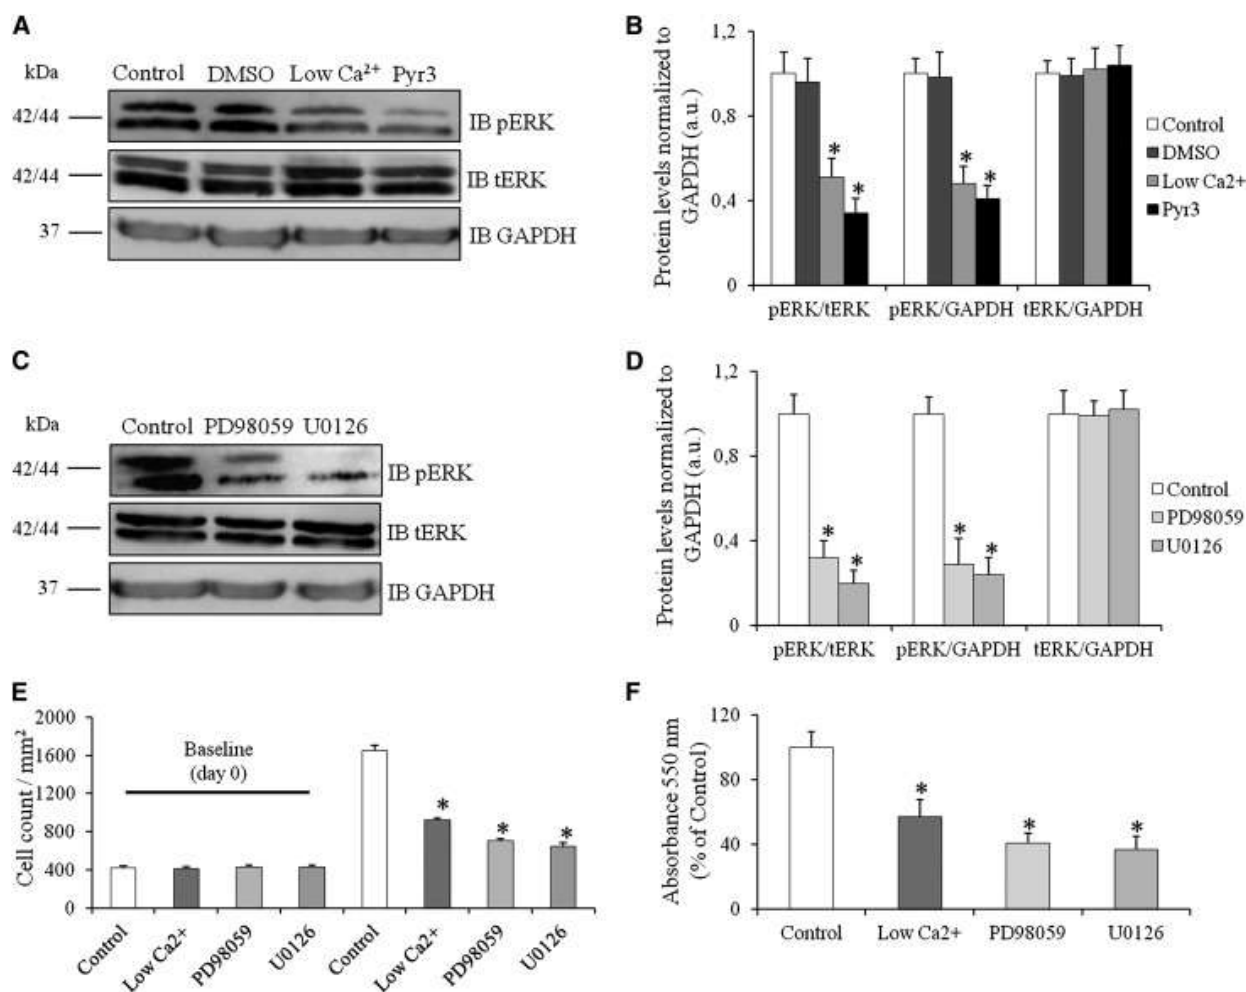 A
kDa
Control DMSO Low Ca²⁺ Pyr3
42/44
IB pERK
42/44
IB tERK
37
IB GAPDH
B
Protein levels normalized to
GAPDH (a.u.)
1,2
0,8
0,4
0
* * * *
pERK/tERK pERK/GAPDH tERK/GAPDH
Control
DMSO
Low Ca2+
Pyr3
C
kDa
Control PD98059 U0126
42/44
IB pERK
42/44
IB tERK
37
IB GAPDH
D
Protein levels normalized to
GAPDH (a.u.)
1,2
0,8
0,4
0
* * * *
pERK/tERK pERK/GAPDH tERK/GAPDH
Control
PD98059
U0126
E
Cell count / mm²
2000
1600
1200
800
400
0
Baseline
(day 0)
* * *
Control Low Ca2+ PD98059 U0126 Control Low Ca2+ PD98059 U0126
F
Absorbance 550 nm
(% of Control)
120
80
40
0
* * *
Control Low Ca2+ PD98059 U0126